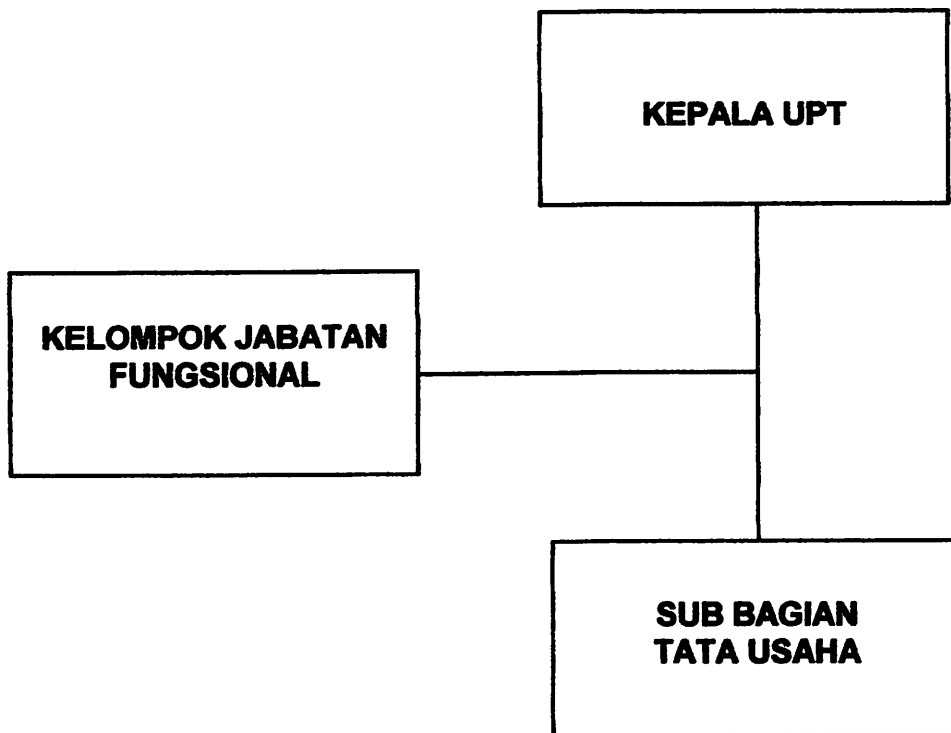 KEPALA UPT
KELOMPOK JABATAN
FUNGSIONAL
SUB BAGIAN
TATA USAHA